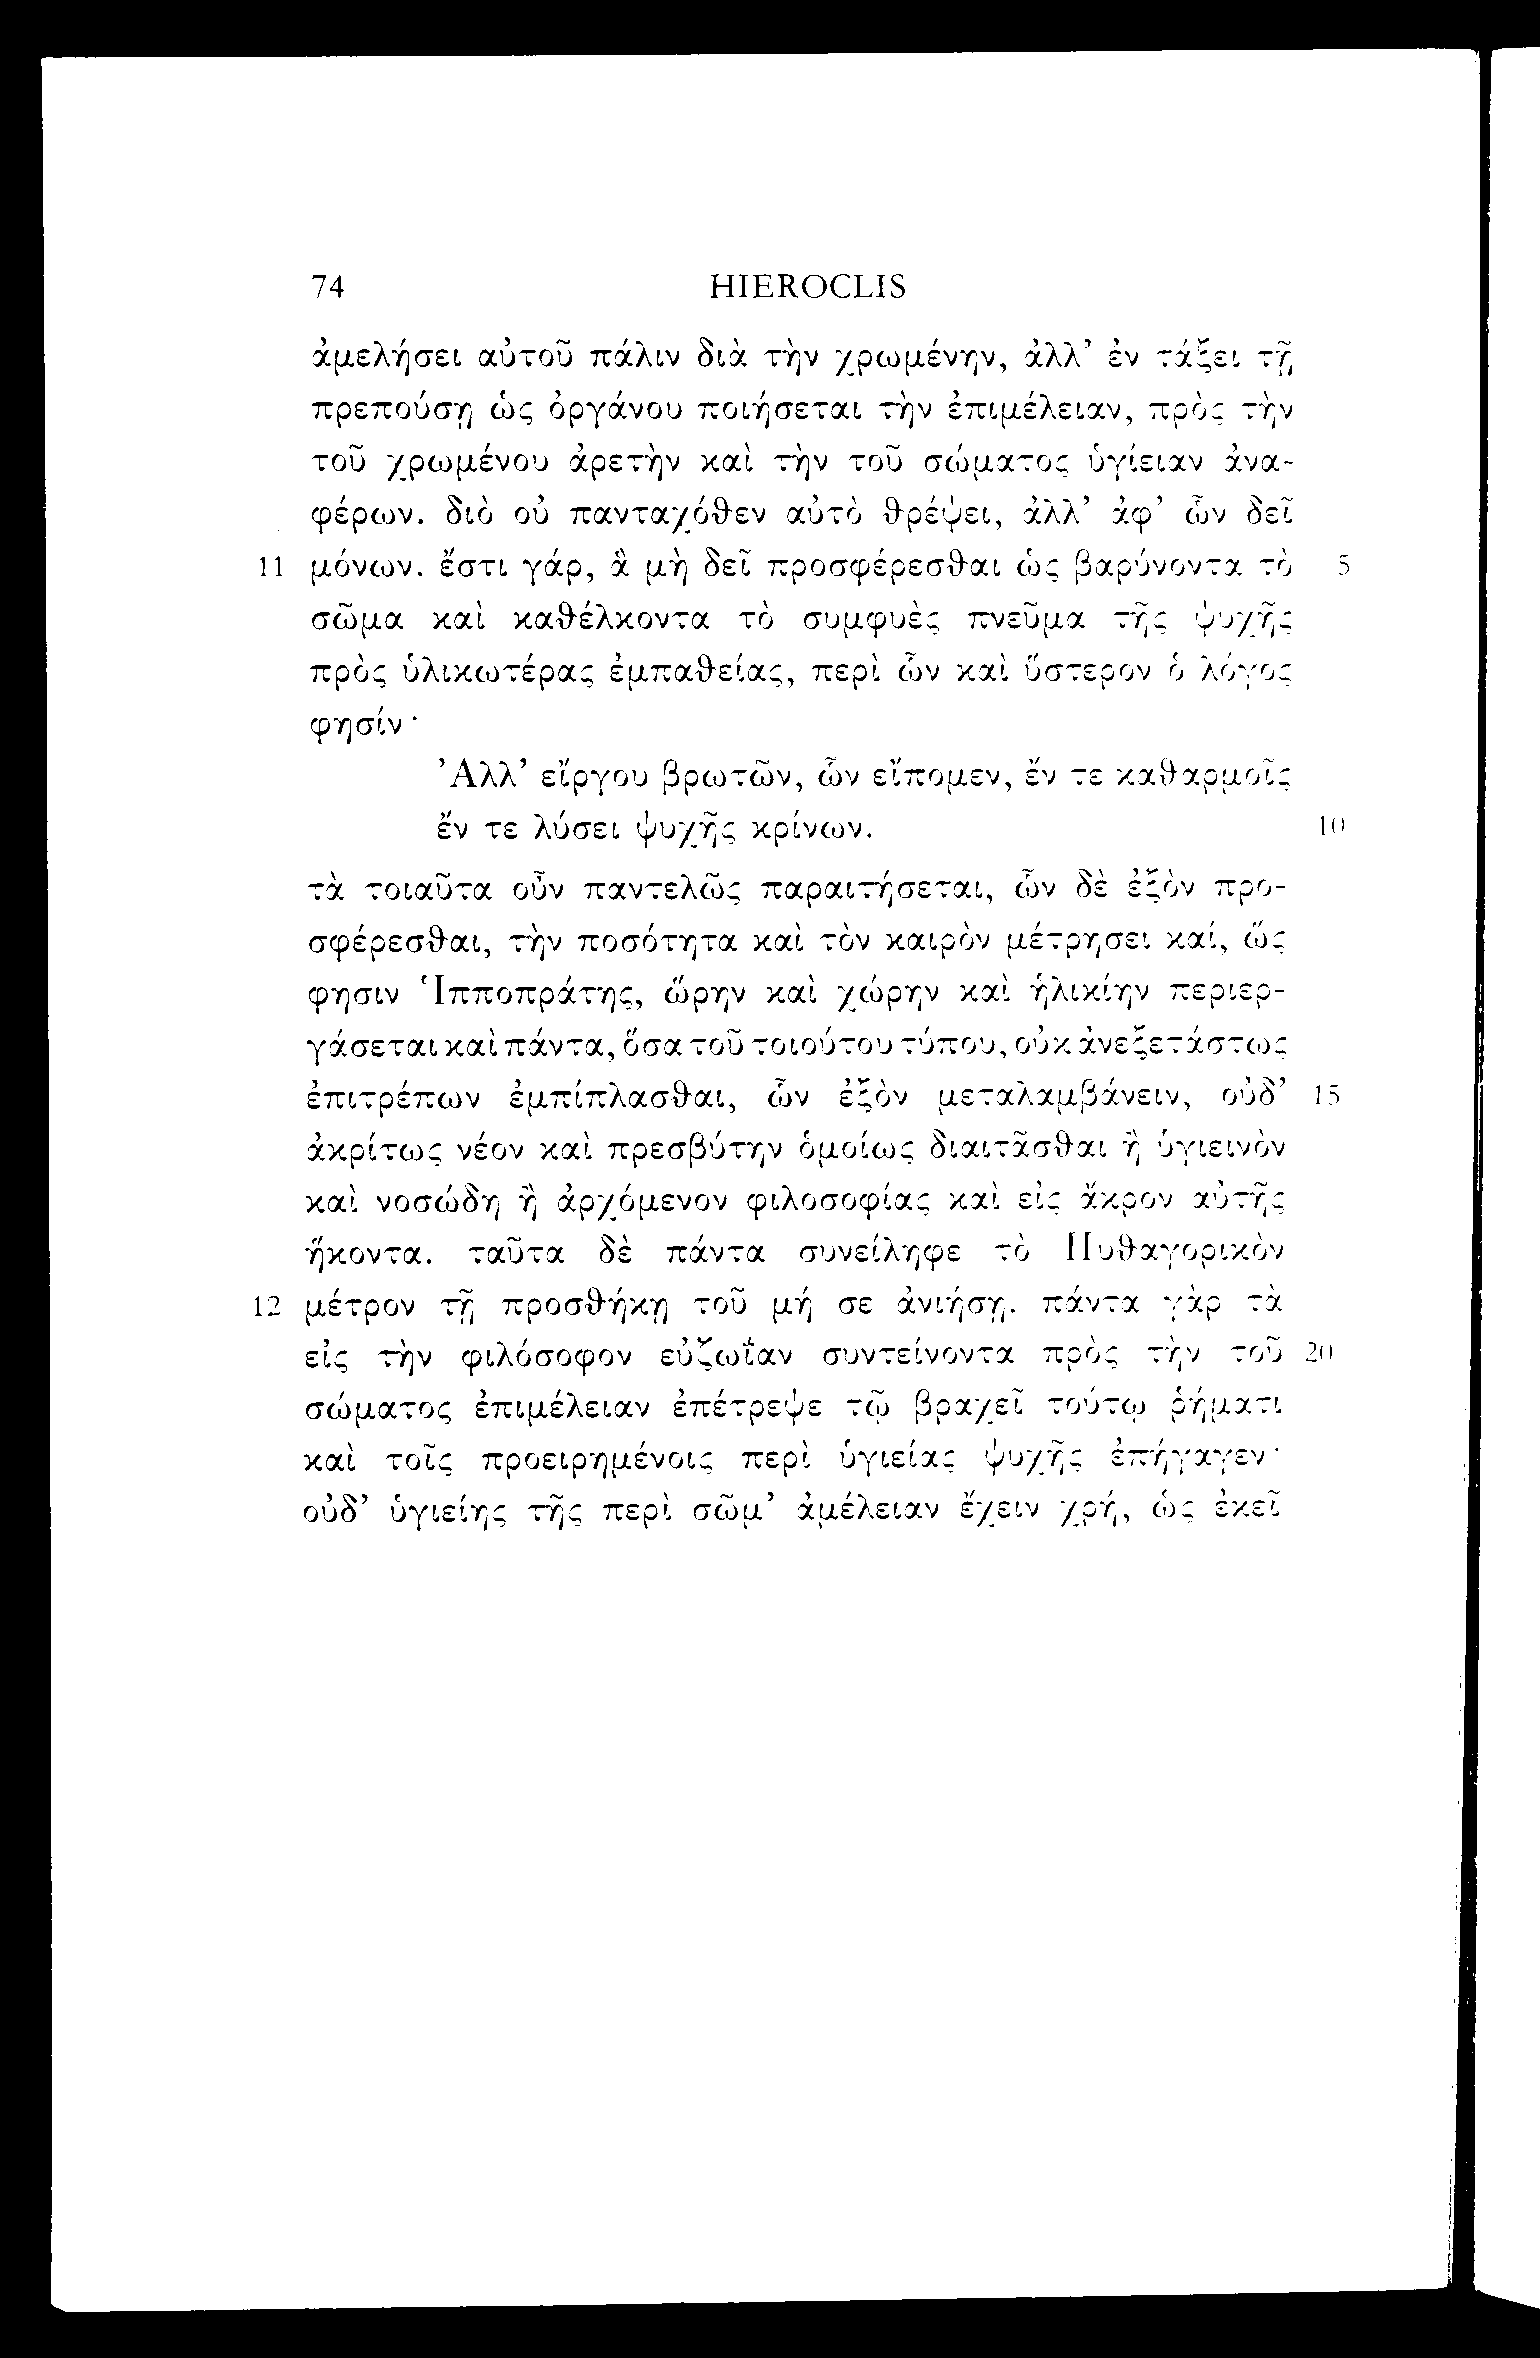 74 HIEROCLIS
ἀμελήσει αὐτοῦ πάλιν διὰ τὴν χρωμένην, ἀλλ’ ἐν τάξει τῇ
πρεπούσῃ ὡς ὀργάνου ποιήσεται τὴν ἐπιμέλειαν, πρὸς τὴν
τοῦ χρωμένου ἀρετὴν καὶ τὴν τοῦ σώματος ὑγίειαν ἀνα-
φέρων. διὸ οὐ πανταχόθεν αὐτὸ θρέψει, ἀλλ’ ἀφ’ ὧν δεῖ
11 μόνων. ἔστι γάρ, ἃ μὴ δεῖ προσφέρεσθαι ὡς βαρύνοντα τὸ 5
σῶμα καὶ καθέλκοντα τὸ συμφυὲς πνεῦμα τῆς ψυχῆς
πρὸς ὑλικωτέρας ἐμπαθείας, περὶ ὧν καὶ ὕστερον ὁ λόγος
φησίν·
Ἀλλ’ εἴργου βρωτῶν, ὧν εἴπομεν, ἔν τε καθαρμοῖς
ἔν τε λύσει ψυχῆς κρίνων. 10
τὰ τοιαῦτα οὖν παντελῶς παραιτήσεται, ὧν δὲ ἐξὸν προ-
σφέρεσθαι, τὴν ποσότητα καὶ τὸν καιρὸν μέτρησει καί, ὥς
φησιν Ἱπποπράτης, ὥρην καὶ χώρην καὶ ἡλικίην περιερ-
γάσεται καὶ πάντα, ὅσα τοῦ τοιούτου τύπου, οὐκ ἀνεξετάστως
ἐπιτρέπων ἐμπίπλασθαι, ὧν ἐξὸν μεταλαμβάνειν, οὐδ’ 15
ἀκρίτως νέον καὶ πρεσβύτην ὁμοίως διαιτᾶσθαι ἢ ὑγιεινὸν
καὶ νοσώδη ἢ ἀρχόμενον φιλοσοφίας καὶ εἰς ἄκρον αὐτῆς
ἥκοντα. ταῦτα δὲ πάντα συνείληφε τὸ Πυθαγορικὸν
12 μέτρον τῇ προσθήκῃ τοῦ μή σε ἀνιήσῃ. πάντα γὰρ τὰ
εἰς τὴν φιλόσοφον εὐζωΐαν συντείνοντα πρὸς τὴν τοῦ 20
σώματος ἐπιμέλειαν ἐπέτρεψε τῷ βραχεῖ τούτῳ ῥήματι
καὶ τοῖς προειρημένοις περὶ ὑγιείας ψυχῆς ἐπήγαγεν·
οὐδ’ ὑγιείης τῆς περὶ σῶμ’ ἀμέλειαν ἔχειν χρή, ὡς ἐκεῖ